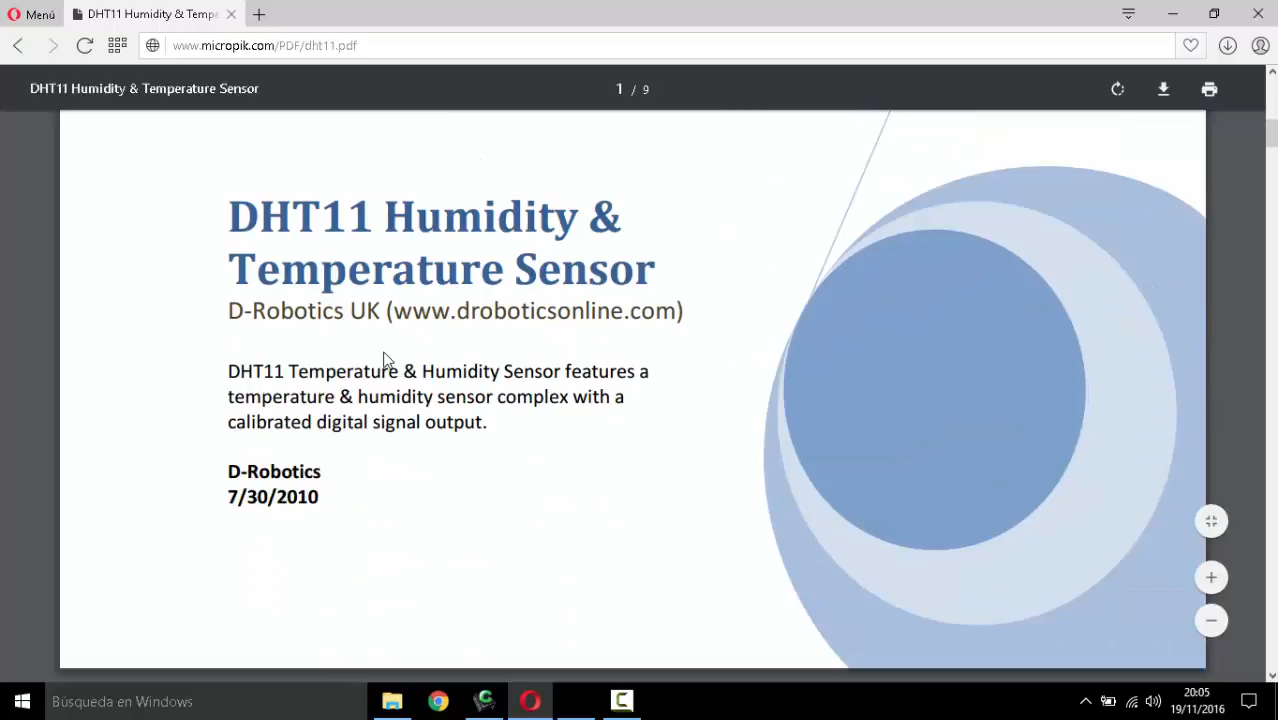 Menú
DHT11 Humidity & Tempe
www.micropik.com/PDF/dht11.pdf
DHT11 Humidity & Temperature Sensor
1 / 9
DHT11 Humidity &
Temperature Sensor
D-Robotics UK (www.droboticsonline.com)
DHT11 Temperature & Humidity Sensor features a
temperature & humidity sensor complex with a
calibrated digital signal output.
D-Robotics
7/30/2010
Búsqueda en Windows
20:05
19/11/2016